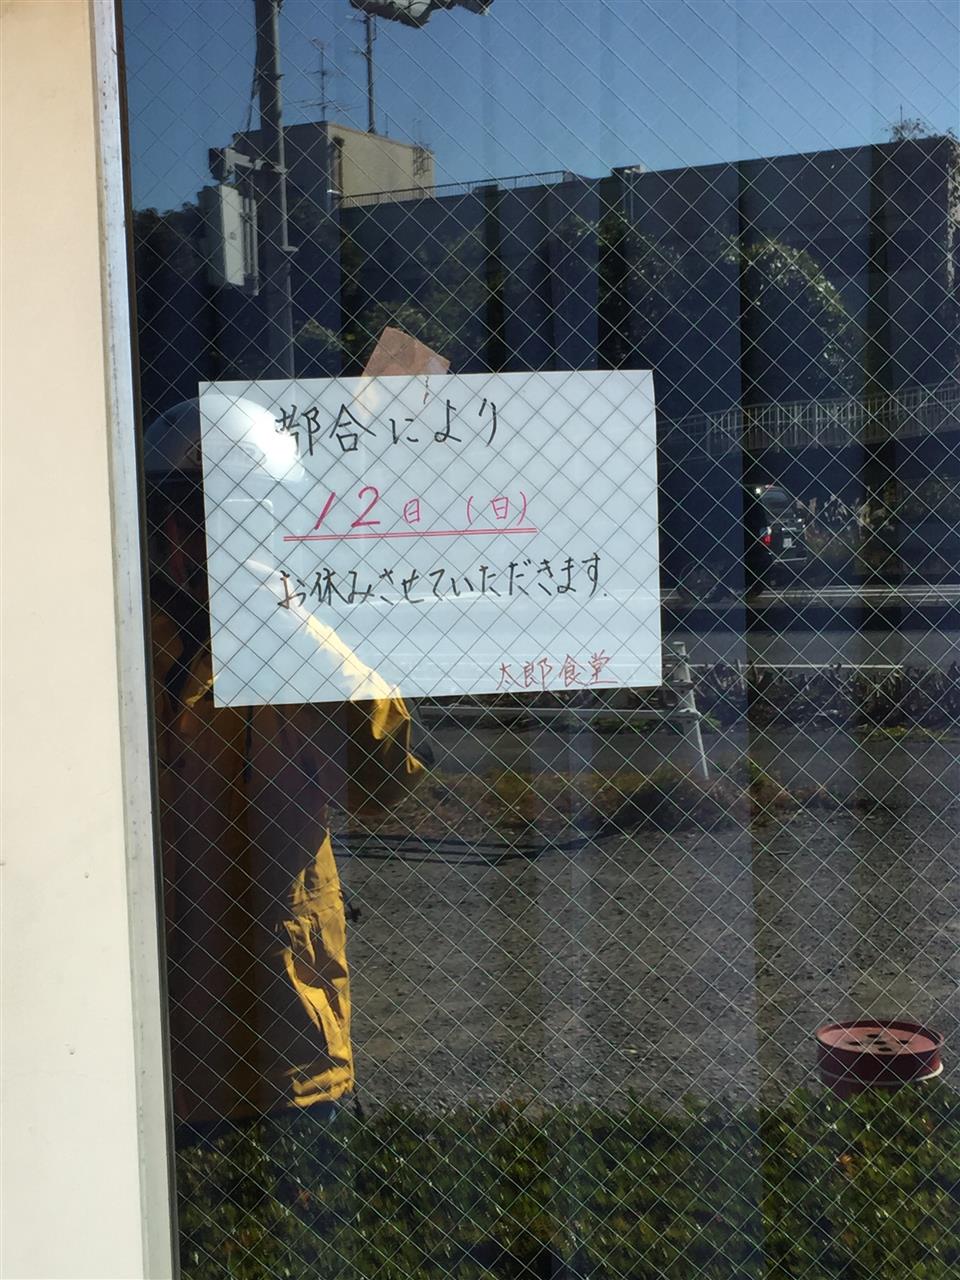 都合により
12日(日)
お休みさせていただきます.
太郎食堂